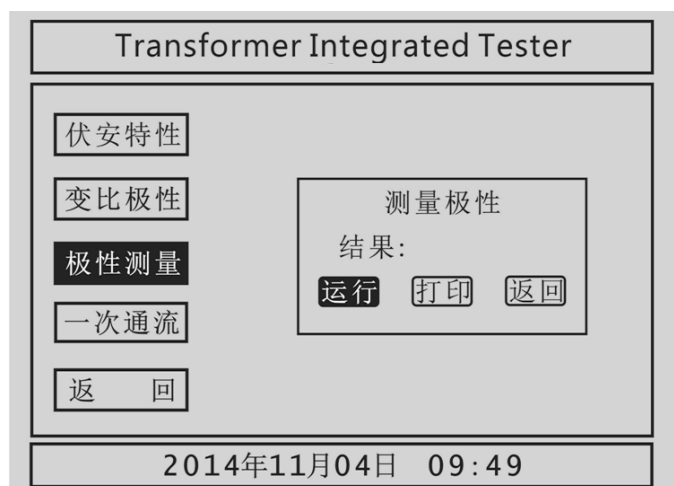 Transformer Integrated Tester
伏安特性
变比极性
极性测量
一次通流
返 回
测量极性
结果:
运行 打印 返回
2014年11月04日 09:49